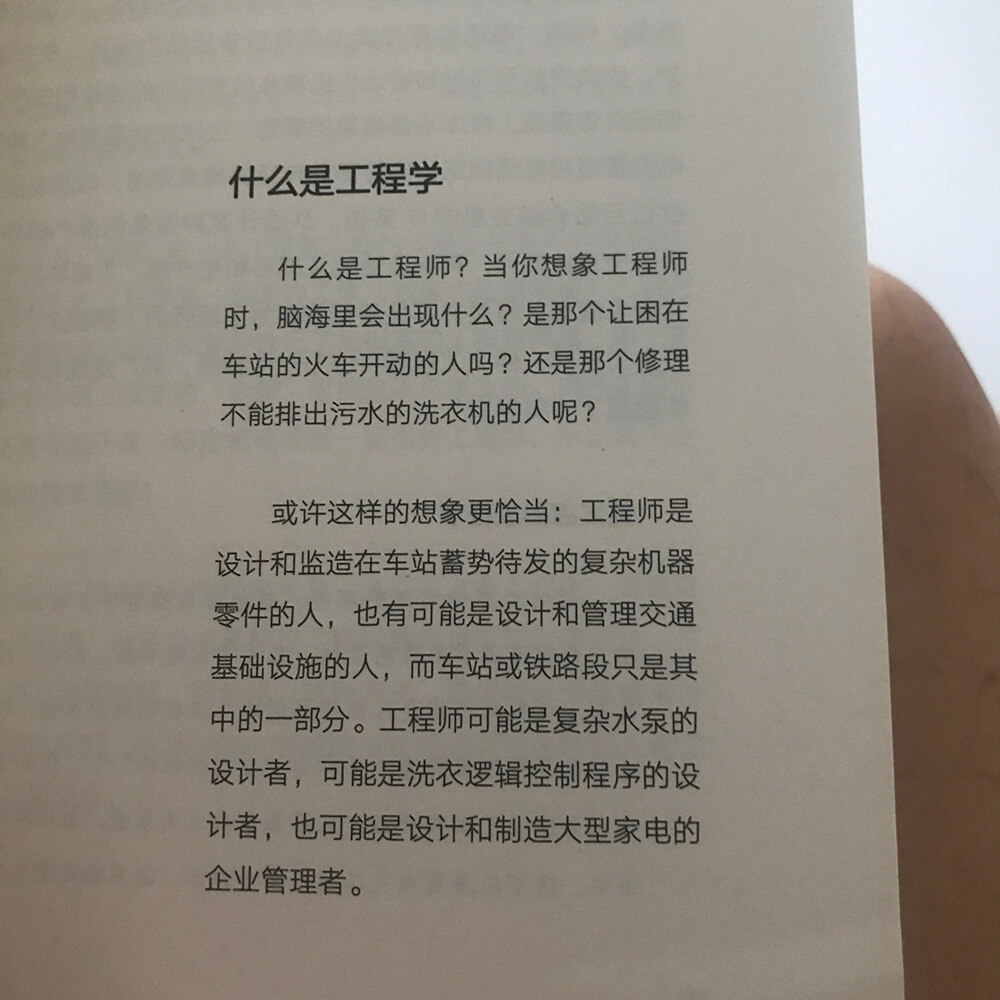 什么是工程学
什么是工程师？当你想象工程师
时，脑海里会出现什么？是那个让困在
车站的火车开动的人吗？还是那个修理
不能排出污水的洗衣机的人呢？
或许这样的想象更恰当：工程师是
设计和监造在车站蓄势待发的复杂机器
零件的人，也有可能是设计和管理交通
基础设施的人，而车站或铁路段只是其
中的一部分。工程师可能是复杂水泵的
设计者，可能是洗衣逻辑控制程序的设
计者，也可能是设计和制造大型家电的
企业管理者。